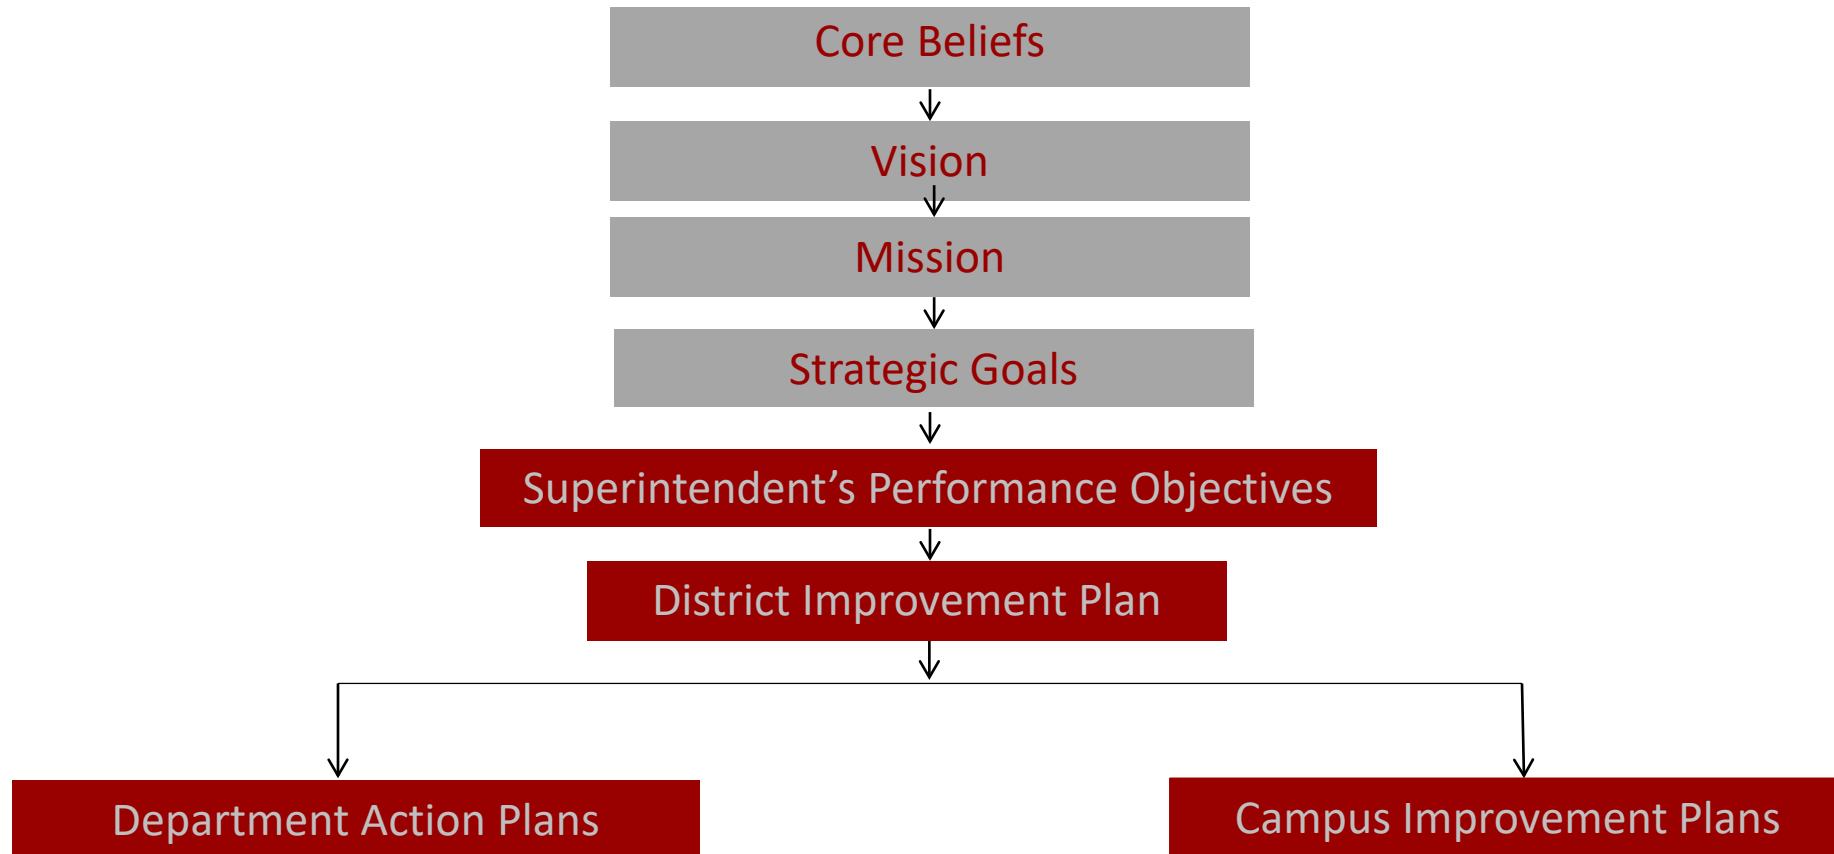 Core Beliefs
Vision
Mission
Strategic Goals
Superintendent’s Performance Objectives
District Improvement Plan
Department Action Plans
Campus Improvement Plans